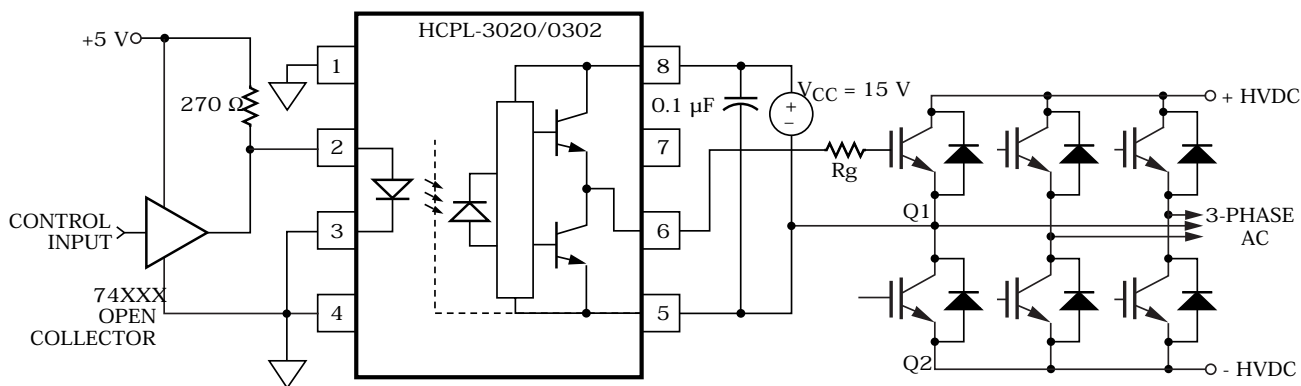 HCPL-3020/0302
+5 V
270 Ω
1
2
3
4
8
7
6
5
0.1 µF
+
–
VCC = 15 V
Rg
+ HVDC
Q1
3-PHASE
AC
CONTROL
INPUT
74XXX
OPEN
COLLECTOR
Q2
- HVDC